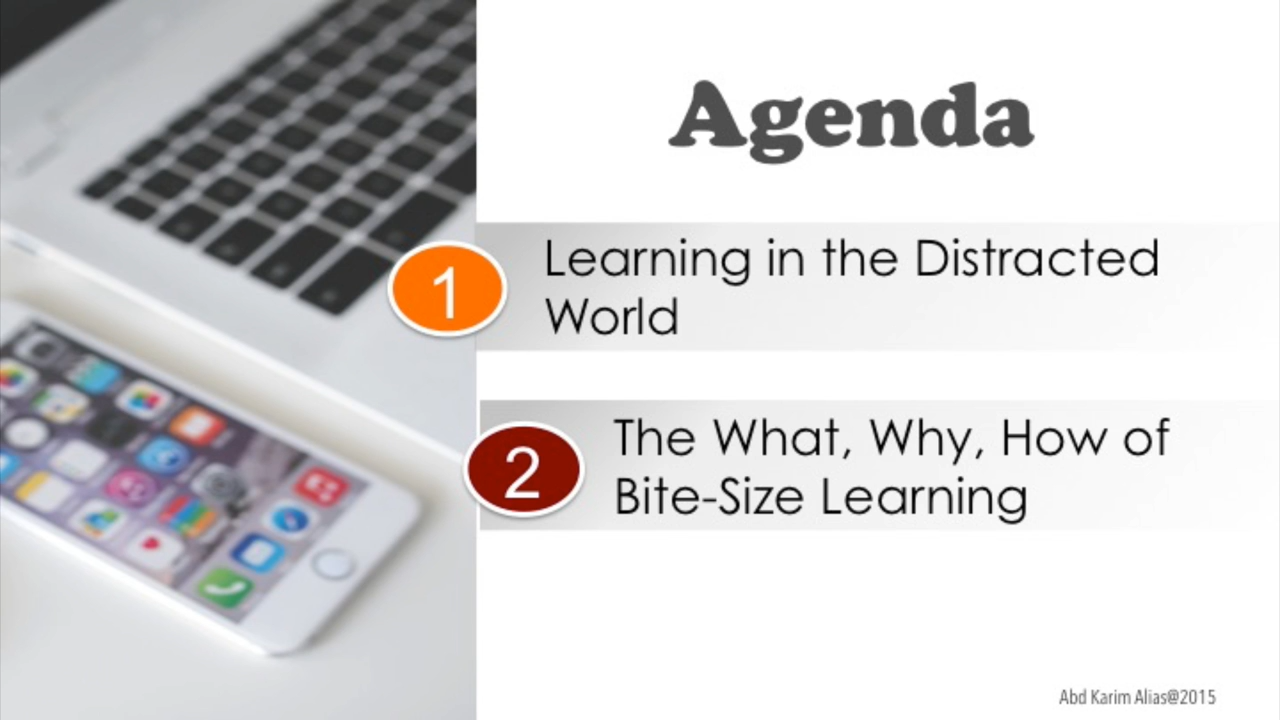 Agenda
1
Learning in the Distracted
World
2
The What, Why, How of
Bite-Size Learning
Abd Karim Alias@2015